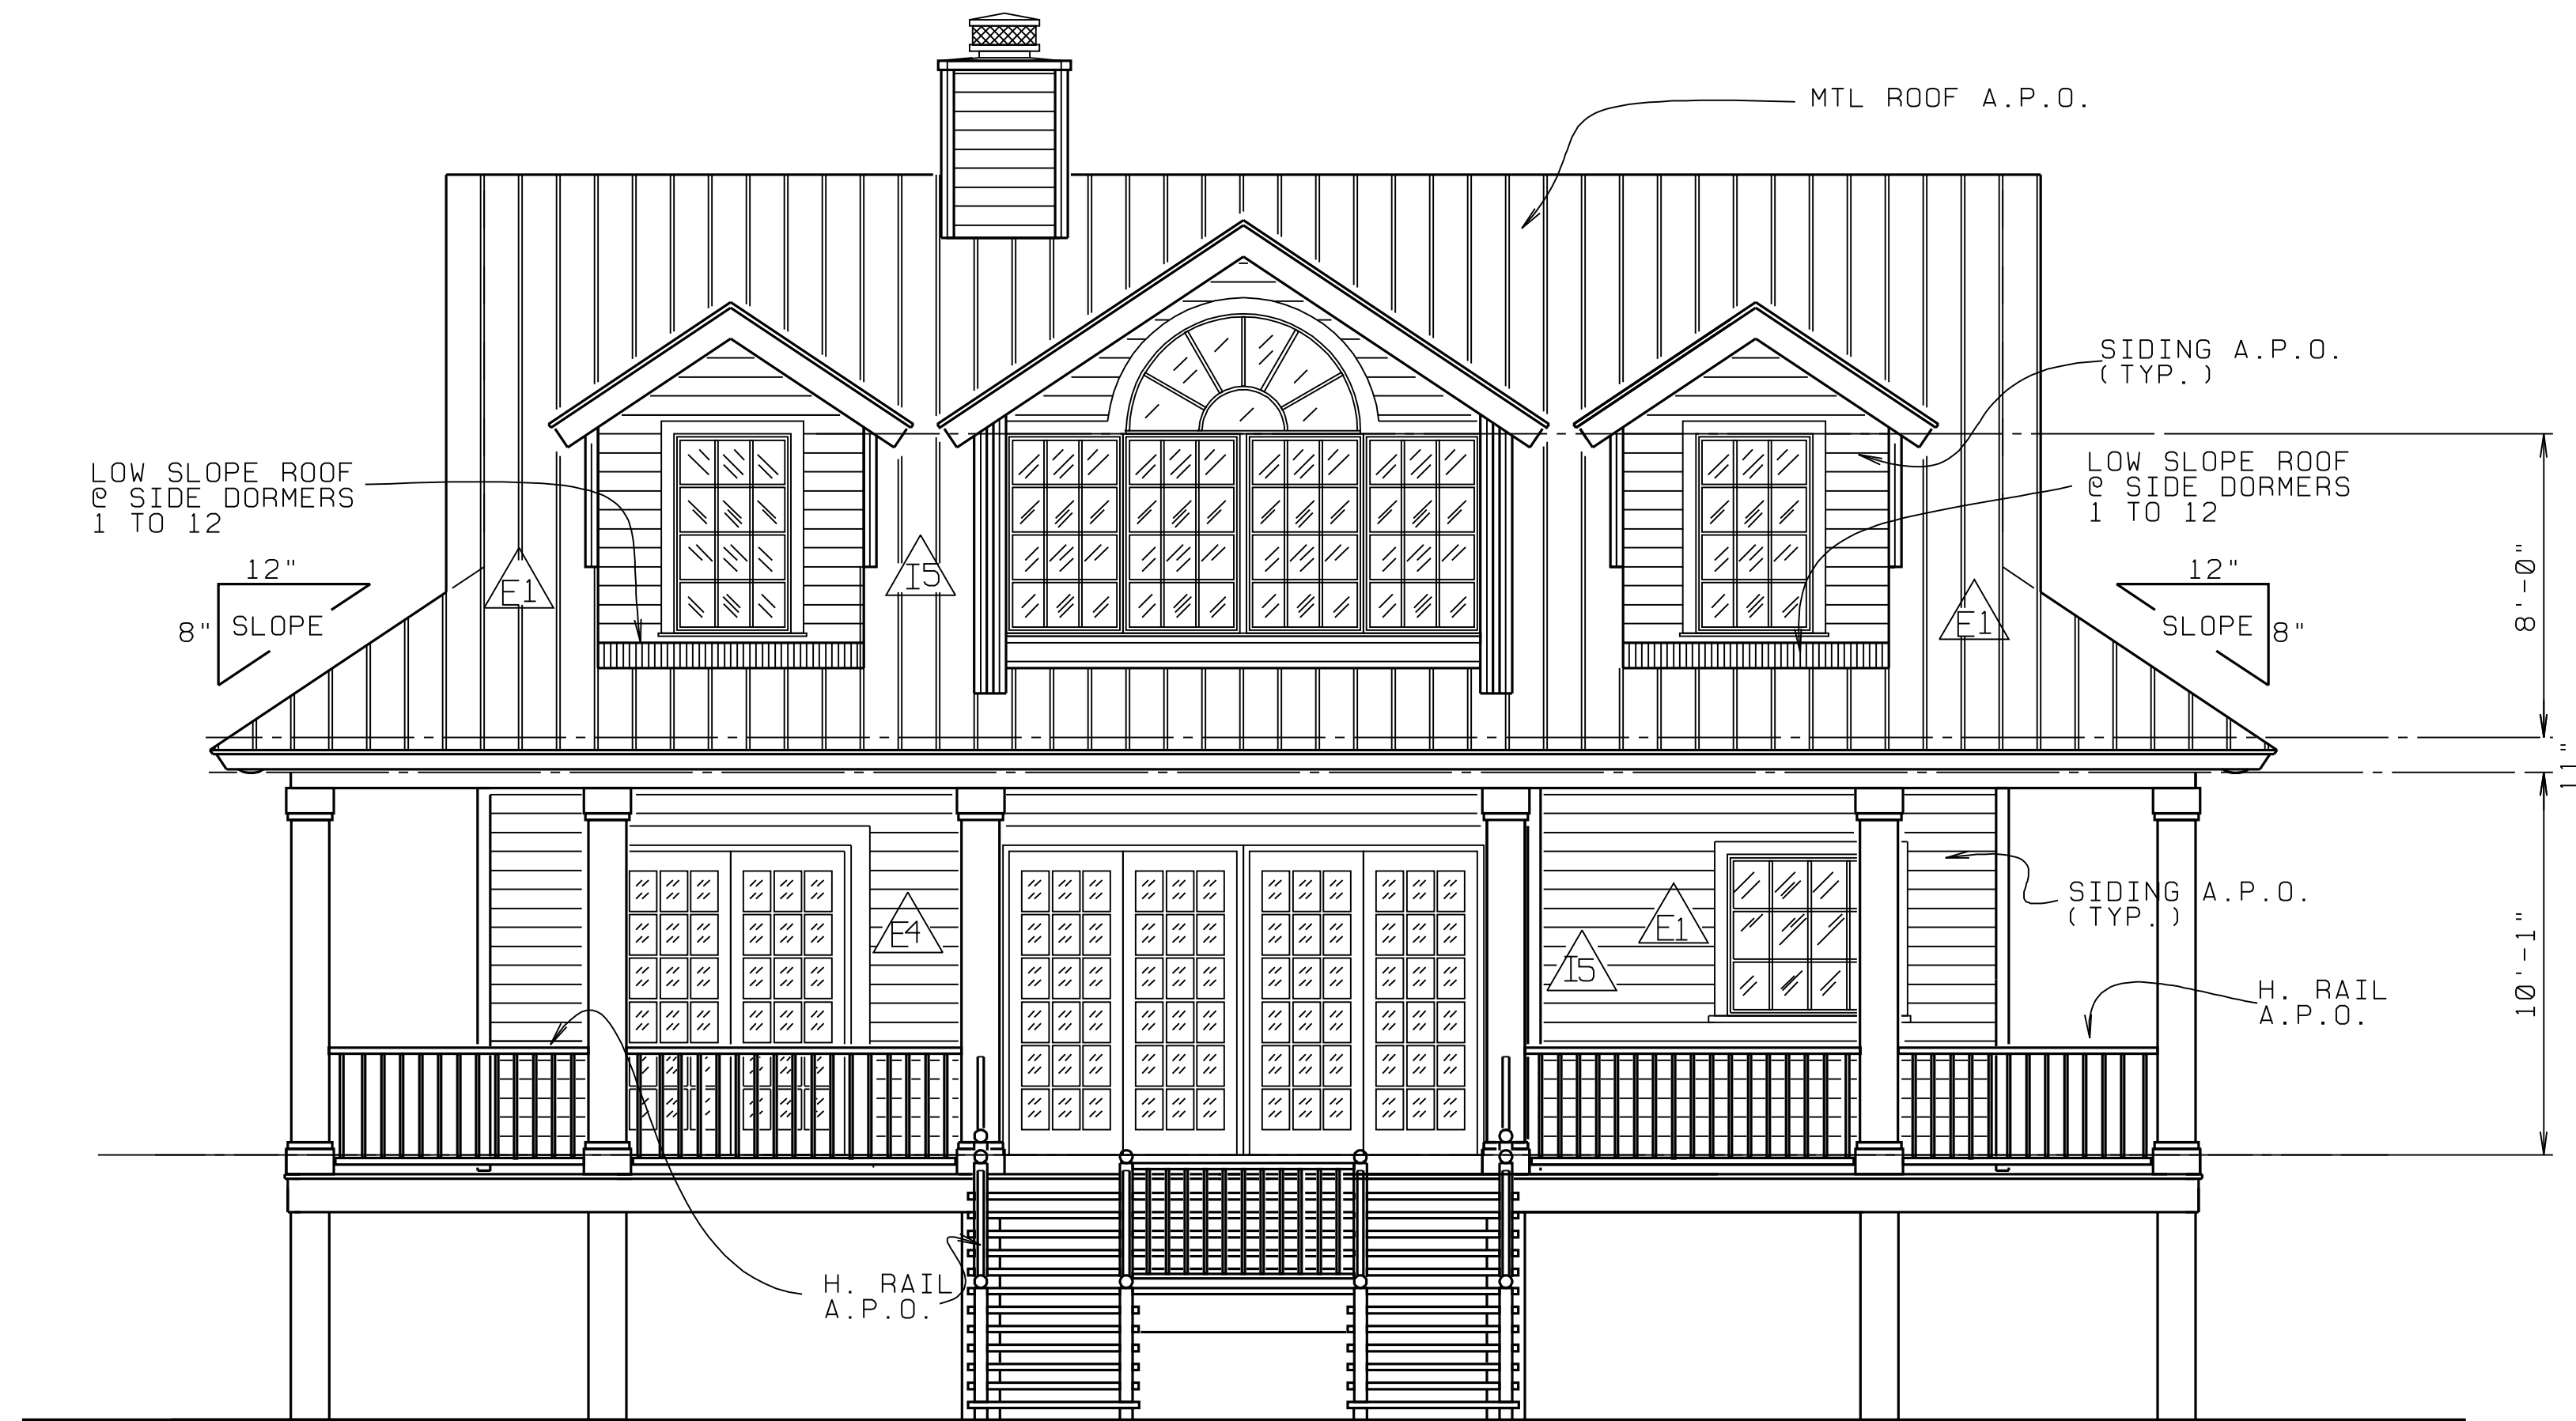 MTL ROOF A.P.O.
SIDING A.P.O.
(TYP.)
LOW SLOPE ROOF
@ SIDE DORMERS
1 TO 12
LOW SLOPE ROOF
@ SIDE DORMERS
1 TO 12
12"
8"
SLOPE
E1
I5
E1
12"
SLOPE
8"
8'-0"
E4
E1
I5
SIDING A.P.O.
(TYP.)
10'-1"
H. RAIL
A.P.O.
H. RAIL
A.P.O.